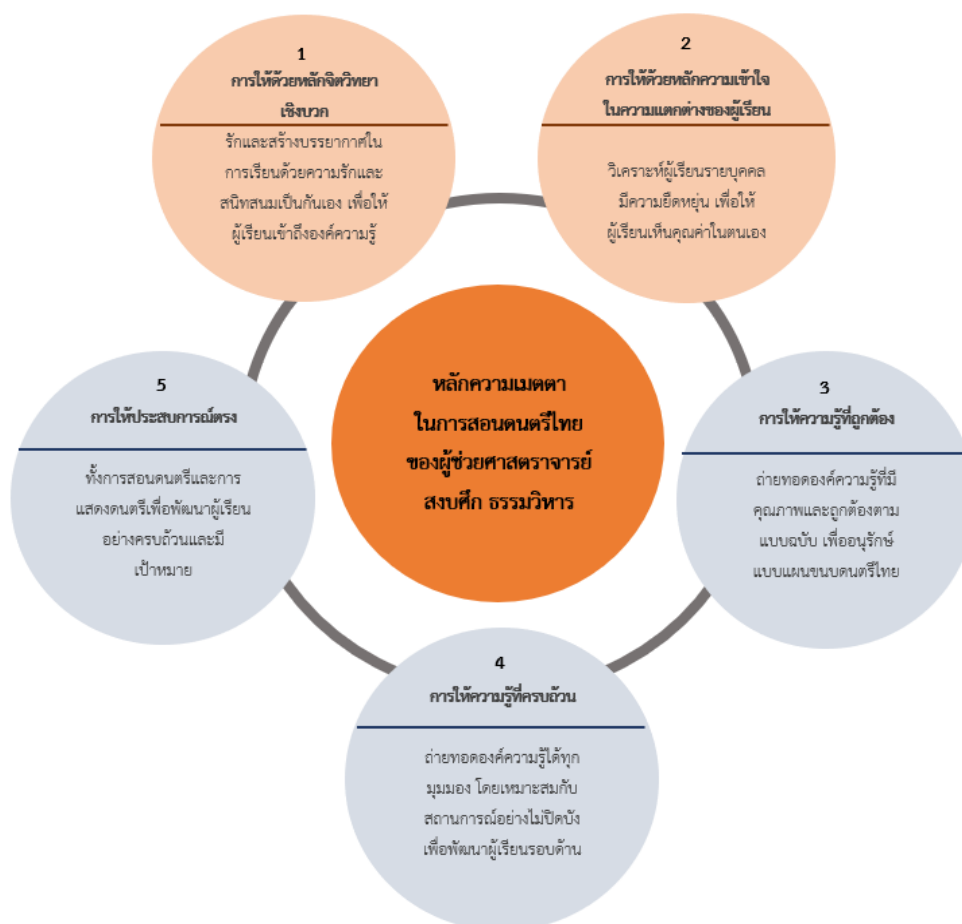 1
การให้ด้วยหลักจิตวิทยา
เชิงบวก
รักและสร้างบรรยากาศใน
การเรียนด้วยความรักและ
สนิทสนมเป็นกันเอง เพื่อให้
ผู้เรียนเข้าถึงองค์ความรู้
2
การให้ด้วยหลักความเข้าใจ
ในความแตกต่างของผู้เรียน
วิเคราะห์ผู้เรียนรายบุคคล
มีความยืดหยุ่น เพื่อให้
ผู้เรียนเห็นคุณค่าในตนเอง
หลักความเมตตา
ในการสอนดนตรีไทย
ของผู้ช่วยศาสตราจารย์
สงบศึก ธรรมวิหาร
3
การให้ความรู้ที่ถูกต้อง
ถ่ายทอดองค์ความรู้ที่มี
คุณภาพและถูกต้องตาม
แบบฉบับ เพื่ออนุรักษ์
แบบแผนขนบดนตรีไทย
4
การให้ความรู้ที่ครบถ้วน
ถ่ายทอดองค์ความรู้ได้ทุก
มุมมอง โดยเหมาะสมกับ
สถานการณ์อย่างไม่ปิดบัง
เพื่อพัฒนาผู้เรียนรอบด้าน
5
การให้ประสบการณ์ตรง
ทั้งการสอนดนตรีและการ
แสดงดนตรีเพื่อพัฒนาผู้เรียน
อย่างครบถ้วนและมี
เป้าหมาย